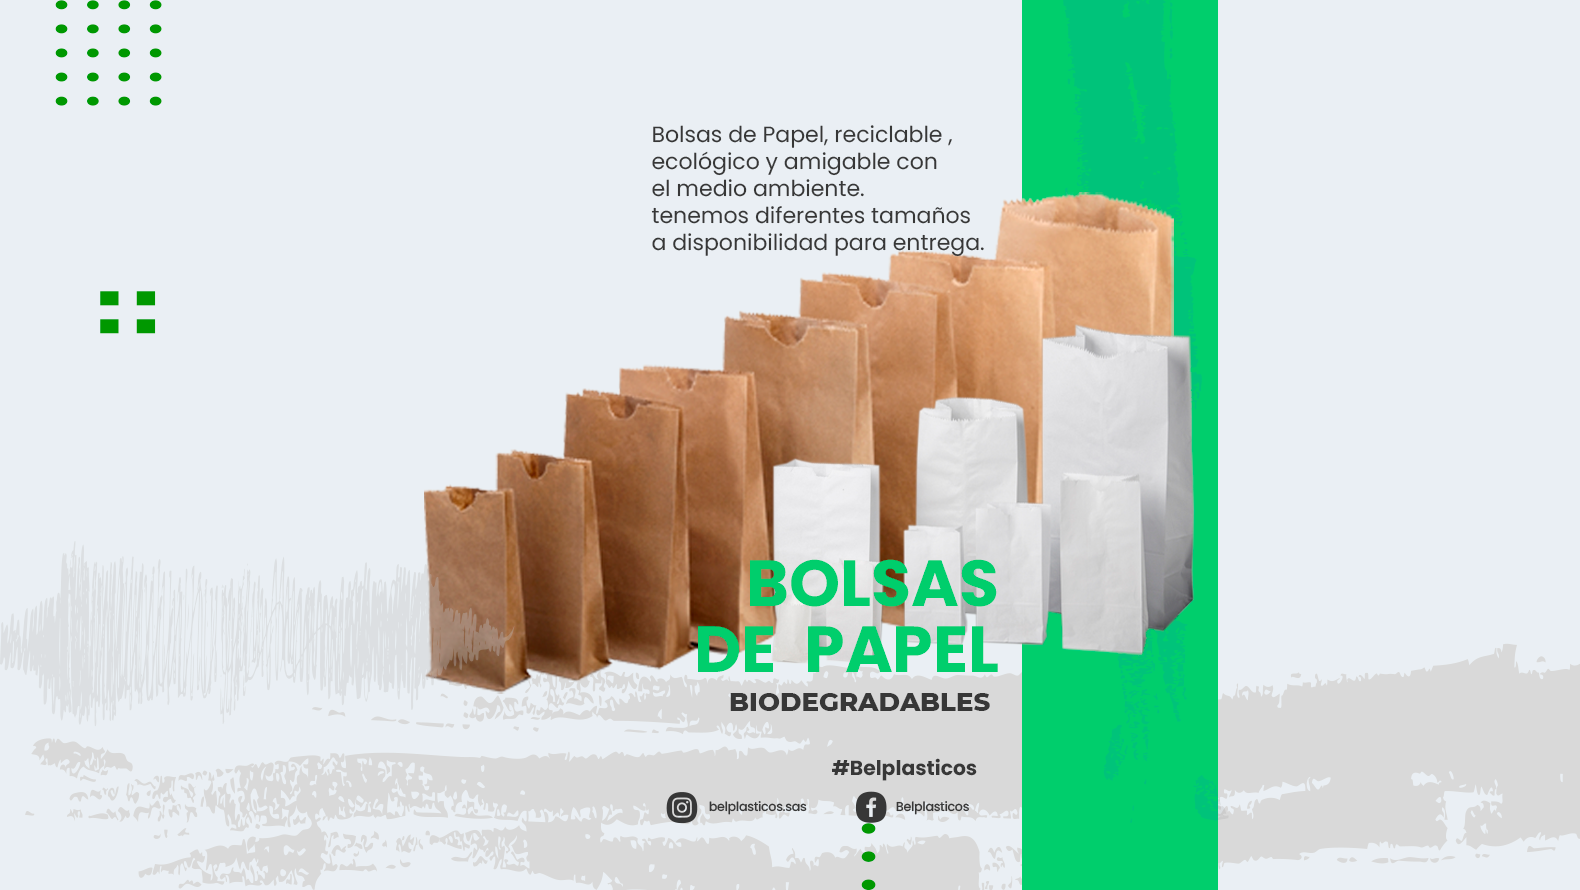 Bolsas de Papel, reciclable ,
ecológico y amigable con
el medio ambiente.
tenemos diferentes tamaños
a disponibilidad para entrega.
BOLSAS
DE PAPEL
BIODEGRADABLES
#Belplasticos
belplasticos.sas
Belplasticos